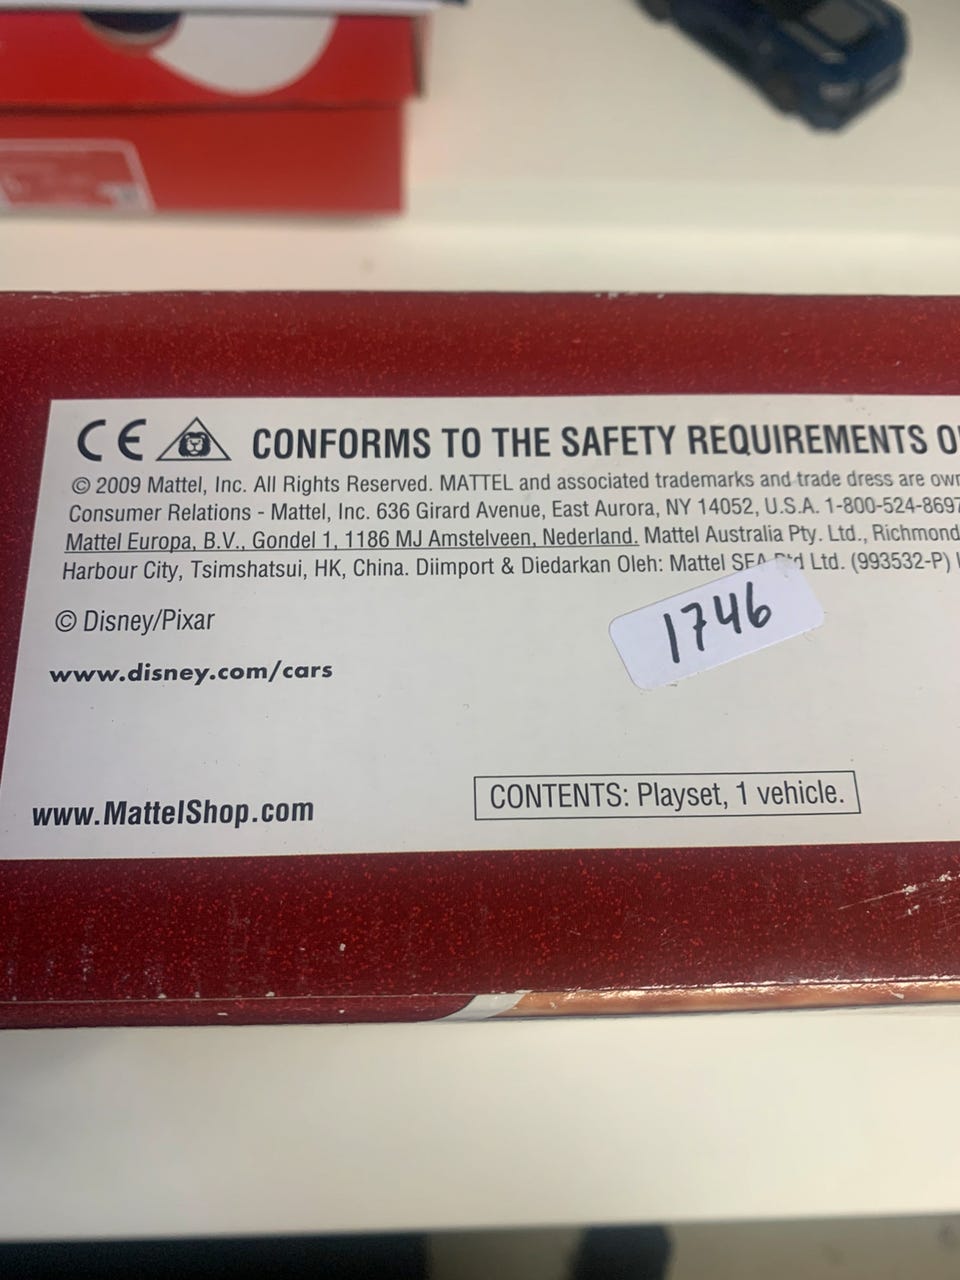 CE CONFORMS TO THE SAFETY REQUIREMENTS
© 2009 Mattel, Inc. All Rights Reserved. MATTEL and associated trademarks and trade dress are
Consumer Relations - Mattel, Inc. 636 Girard Avenue, East Aurora, NY 14052, U.S.A. 1-800-524-8697
Mattel Europa, B.V., Gondel 1, 1186 MJ Amstelveen, Nederland. Mattel Australia Pty. Ltd., Richmond
Harbour City, Tsimshatsui, HK, China. Diimport & Diedarkan Oleh: Mattel SEA Ltd. (993532-P)
© Disney/Pixar
1746
www.disney.com/cars
www.MattelShop.com
CONTENTS: Playset, 1 vehicle.